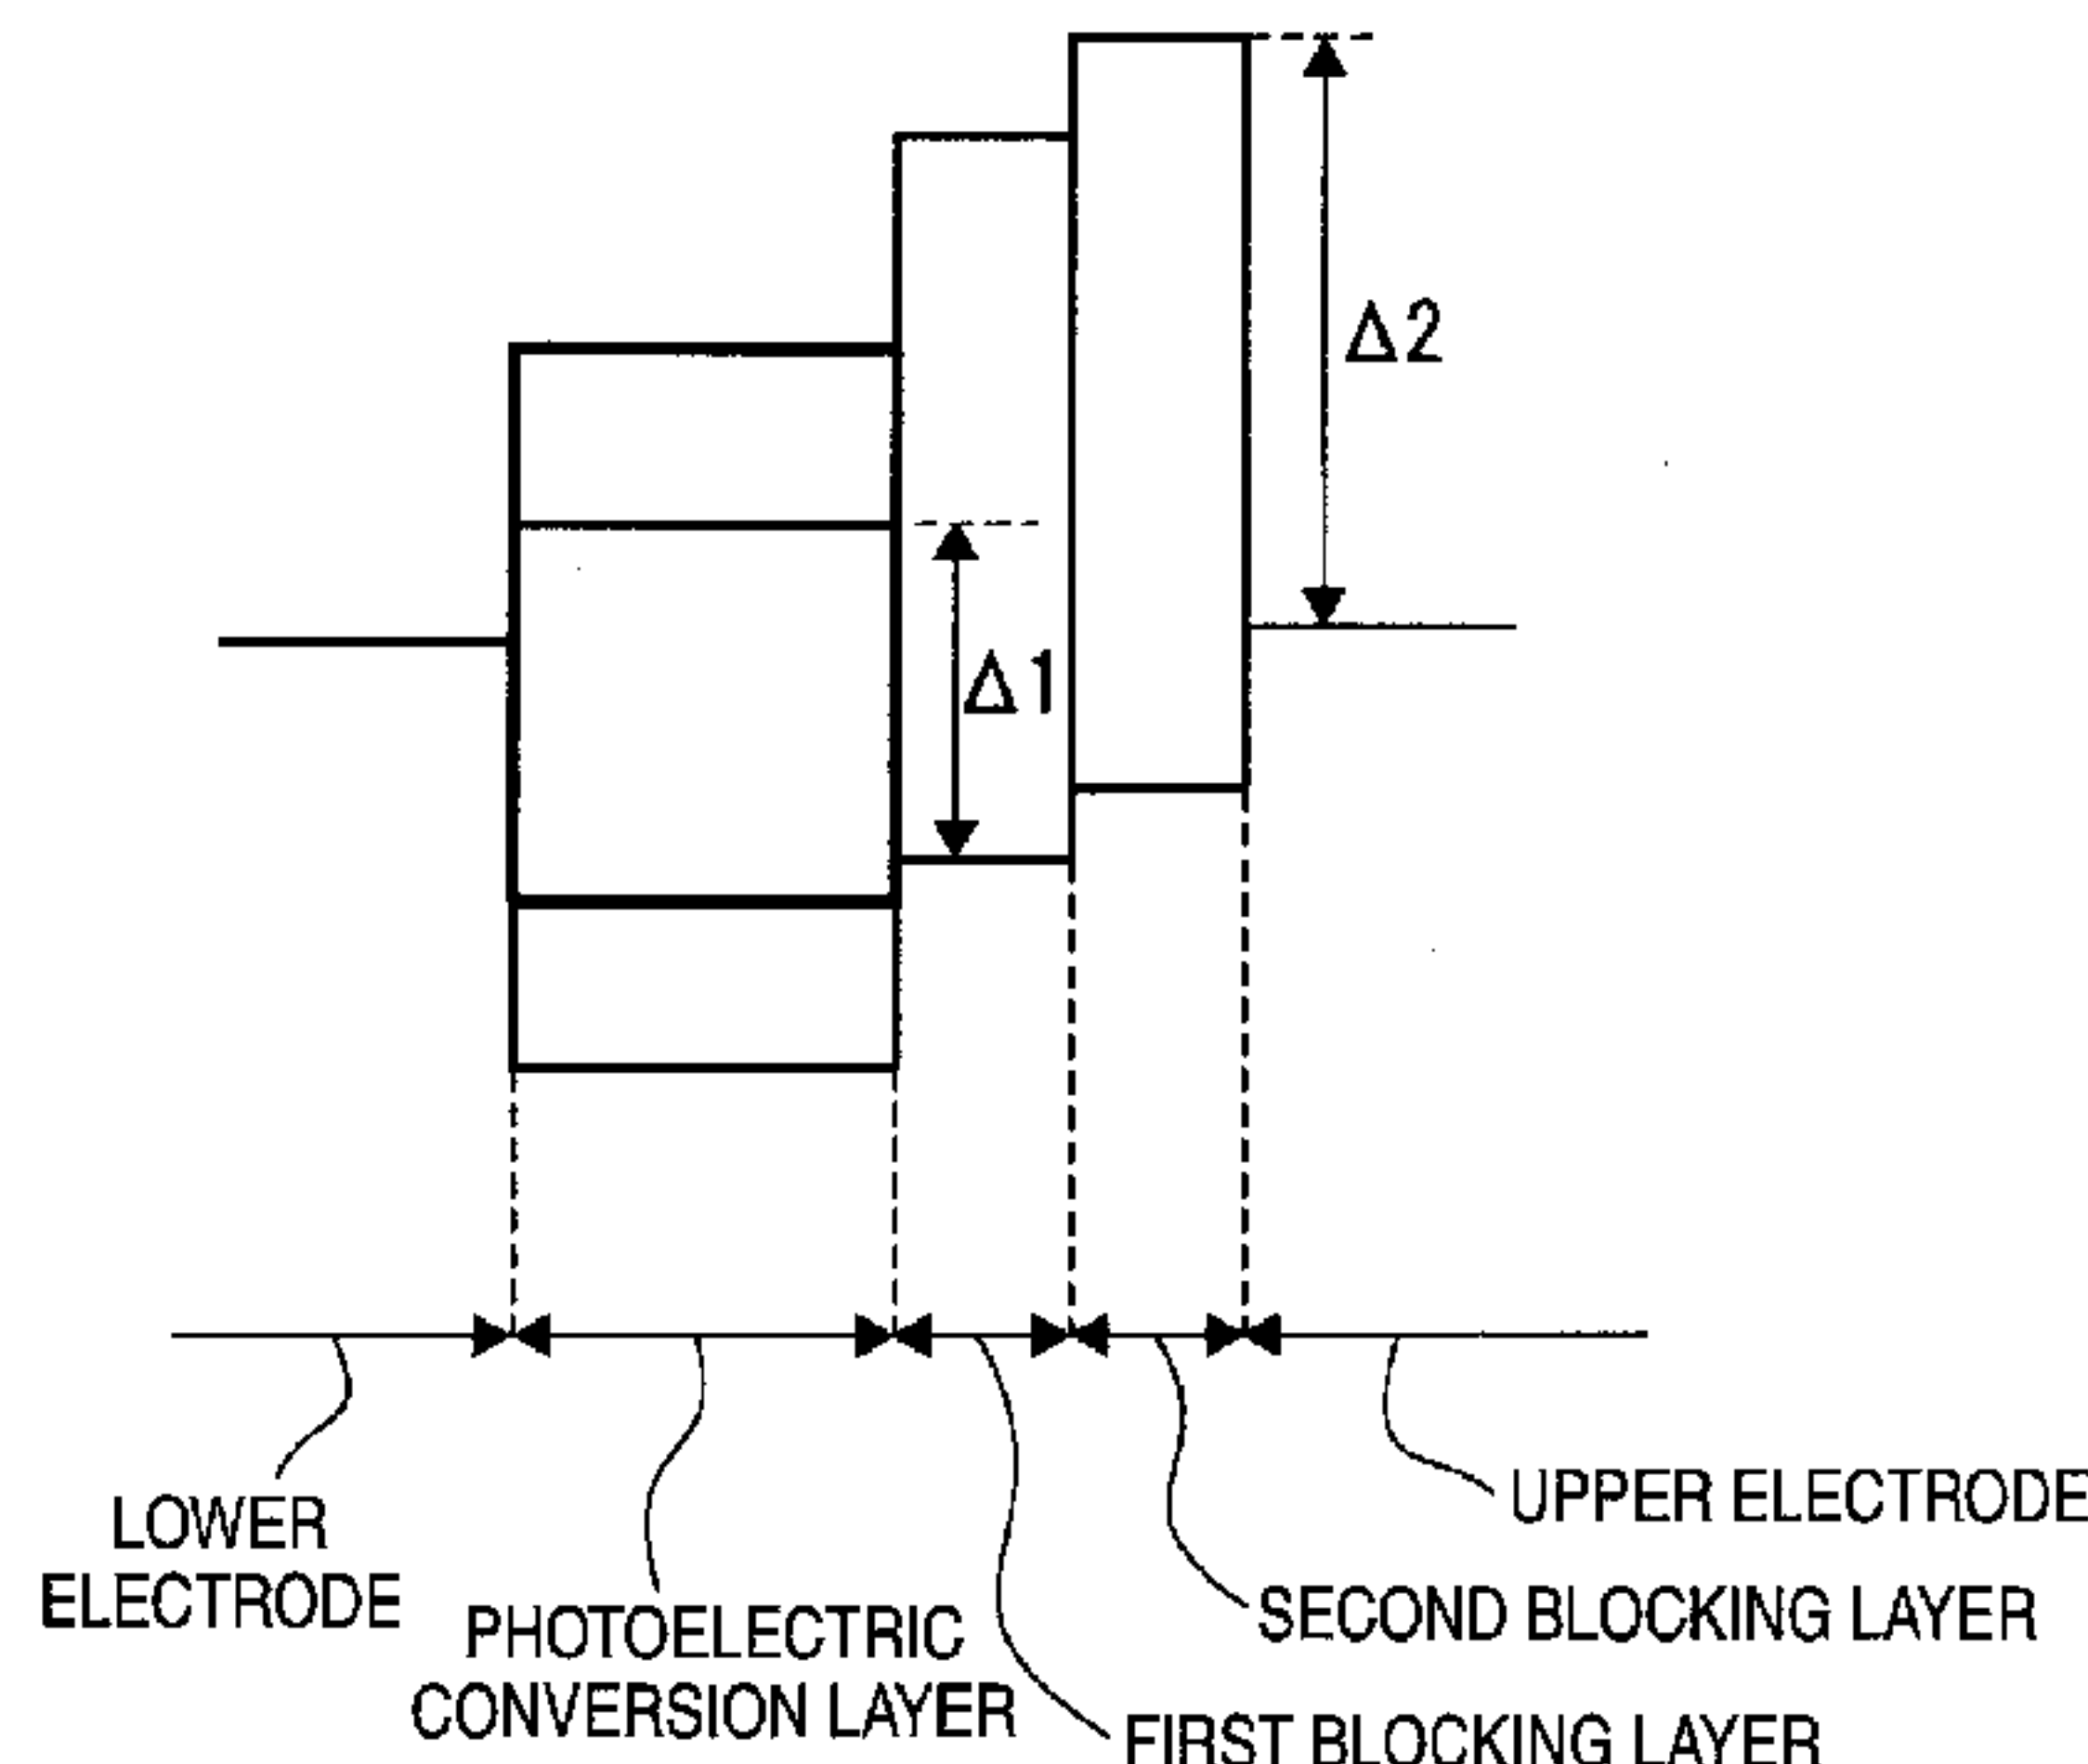 Δ2
Δ1
LOWER
ELECTRODE
PHOTOELECTRIC
CONVERSION LAYER
FIRST BLOCKING LAYER
SECOND BLOCKING LAYER
UPPER ELECTRODE